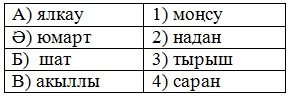 А) ялкау 1) моңсу
Ә) юмарт 2) надан
Б) шат 3) тырыш
В) акыллы 4) саран